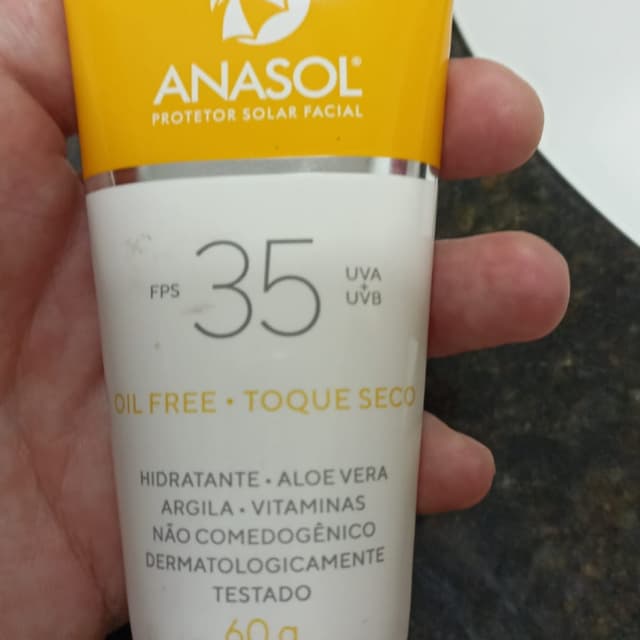 ANASOL®
PROTETOR SOLAR FACIAL
FPS 35 UVA + UVB
OIL FREE • TOQUE SECO
HIDRATANTE • ALOE VERA
ARGILA • VITAMINAS
NÃO COMEDOGÊNICO
DERMATOLOGICAMENTE
TESTADO
60 g